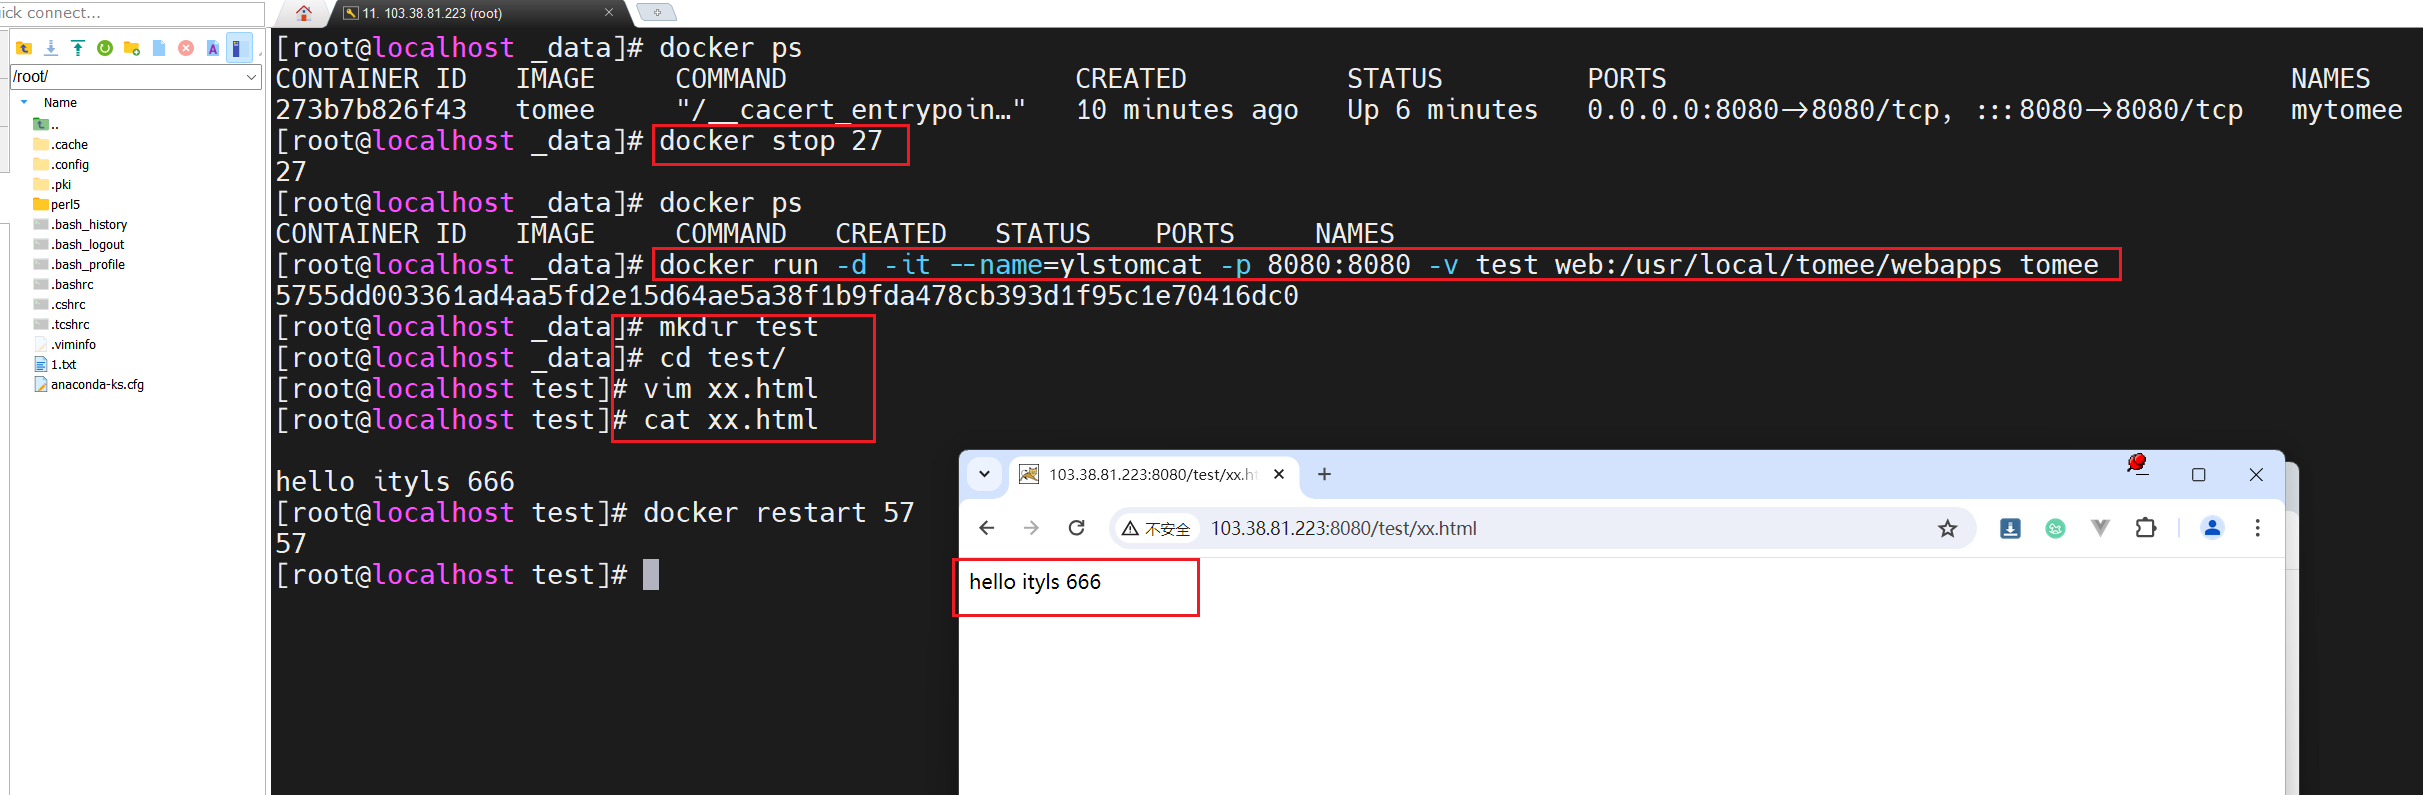 ick connect...
/root/
Name
..
.cache
.config
.pki
perl5
.bash_history
.bash_logout
.bash_profile
.bashrc
.cshrc
.tcshrc
.viminfo
1.txt
anaconda-ks.cfg
11. 103.38.81.223 (root)
[root@localhost _data]# docker ps
CONTAINER ID   IMAGE     COMMAND                  CREATED          STATUS         PORTS                                       NAMES
273b7b826f43   tomee     "/__cacert_entrypoin…"   10 minutes ago   Up 6 minutes   0.0.0.0:8080->8080/tcp, :::8080->8080/tcp   mytomee
[root@localhost _data]# docker stop 27
27
[root@localhost _data]# docker ps
CONTAINER ID   IMAGE     COMMAND   CREATED   STATUS    PORTS     NAMES
[root@localhost _data]# docker run -d -it --name=ylstomcat -p 8080:8080 -v test_web:/usr/local/tomee/webapps tomee
5755dd003361ad4aa5fd2e15d64ae5a38f1b9fda478cb393d1f95c1e70416dc0
[root@localhost _data]# mkdir test
[root@localhost _data]# cd test/
[root@localhost test]# vim xx.html
[root@localhost test]# cat xx.html
hello ityls 666
[root@localhost test]# docker restart 57
57
[root@localhost test]#
103.38.81.223:8080/test/xx.h
不安全 103.38.81.223:8080/test/xx.html
hello ityls 666